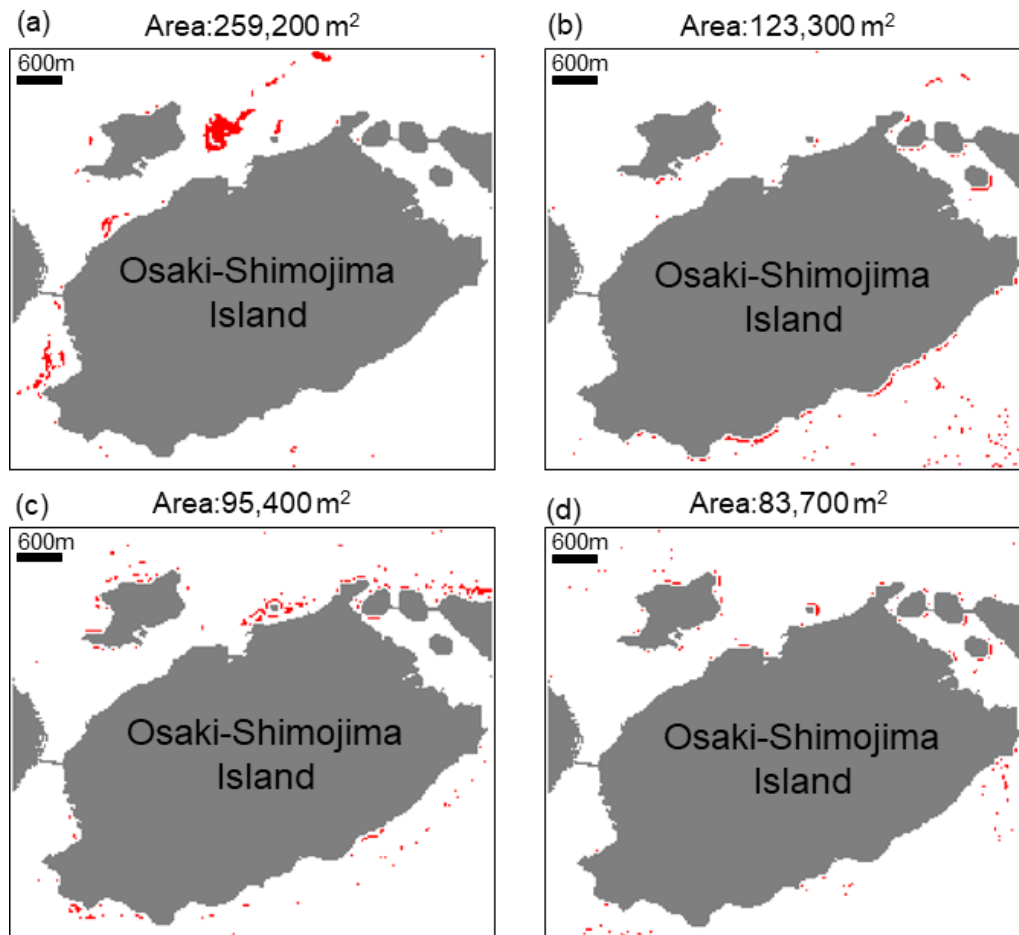 (a) Area:259,200 m²
600m
Osaki-Shimojima
Island
(b) Area:123,300 m²
600m
Osaki-Shimojima
Island
(c) Area:95,400 m²
600m
Osaki-Shimojima
Island
(d) Area:83,700 m²
600m
Osaki-Shimojima
Island